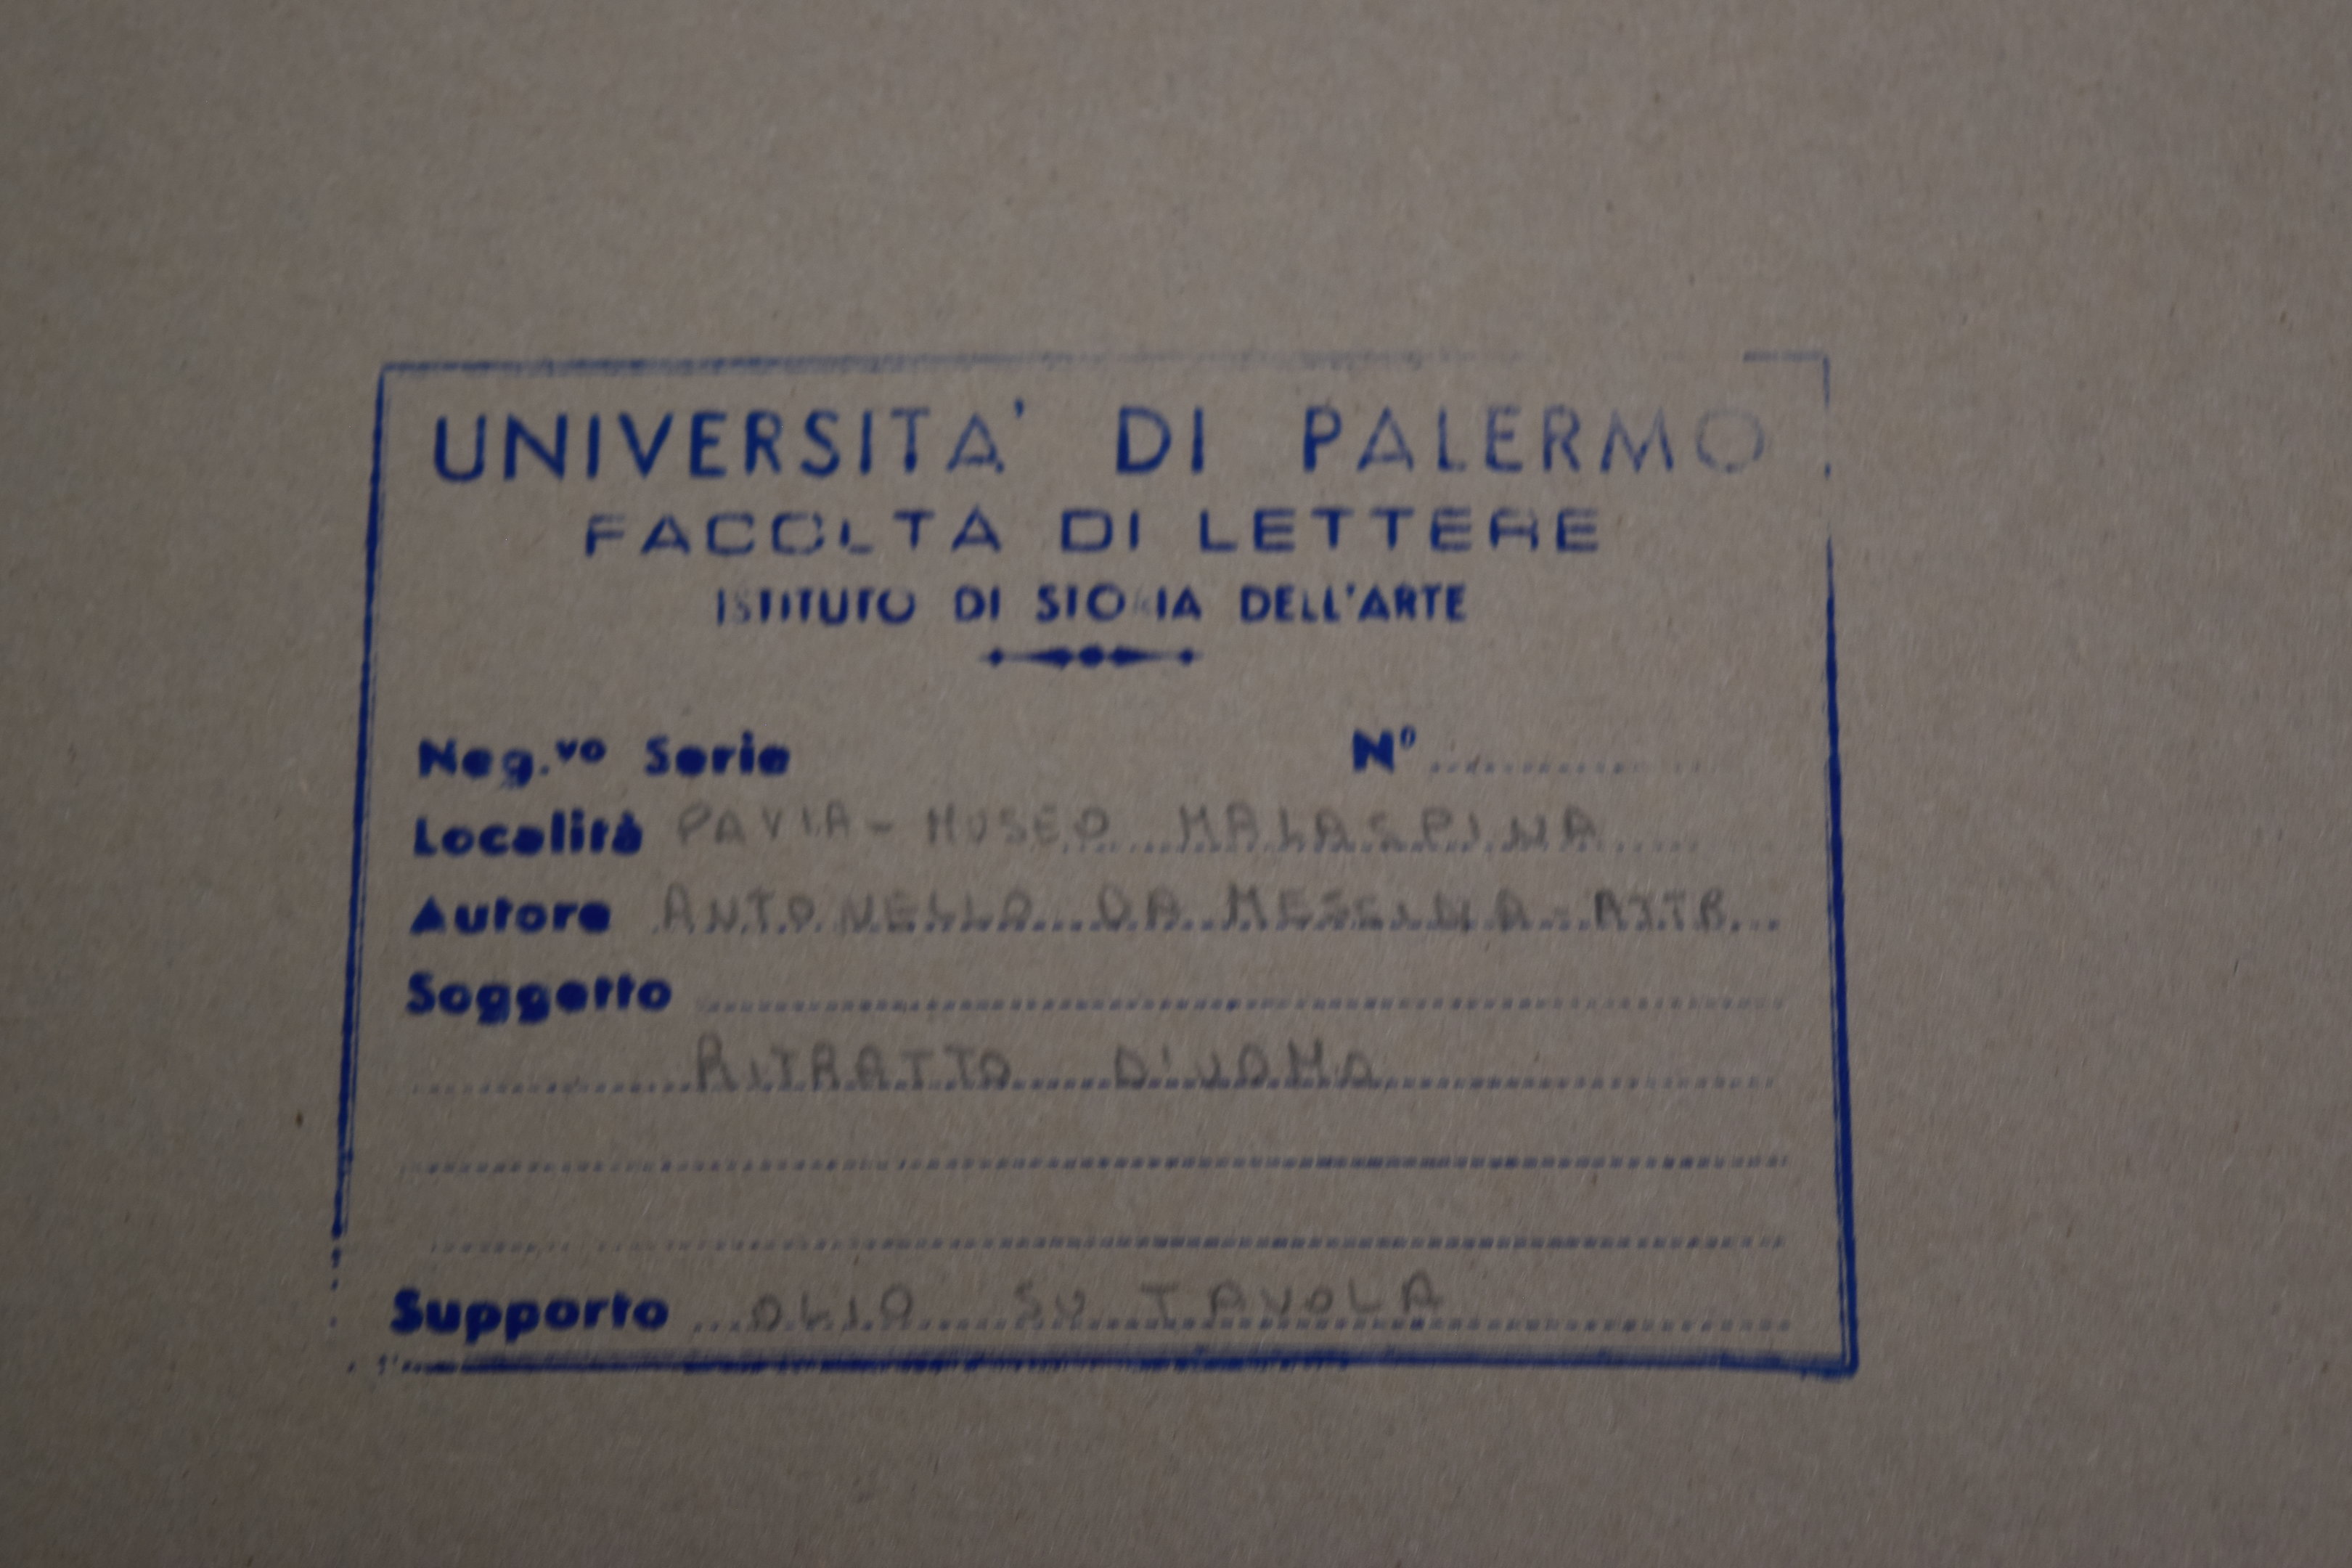 UNIVERSITA' DI PALERMO
FACOLTÀ DI LETTERE
ISTITUTO DI STORIA DELL'ARTE
Neg.vo Serie N°
Località PAVIA - MUSEO MALASPINA
Autore ANTONELLO DA MESSINA - ATTR.
Soggetto
RITRATTO D'UOMO
Supporto OLIO SU TAVOLA